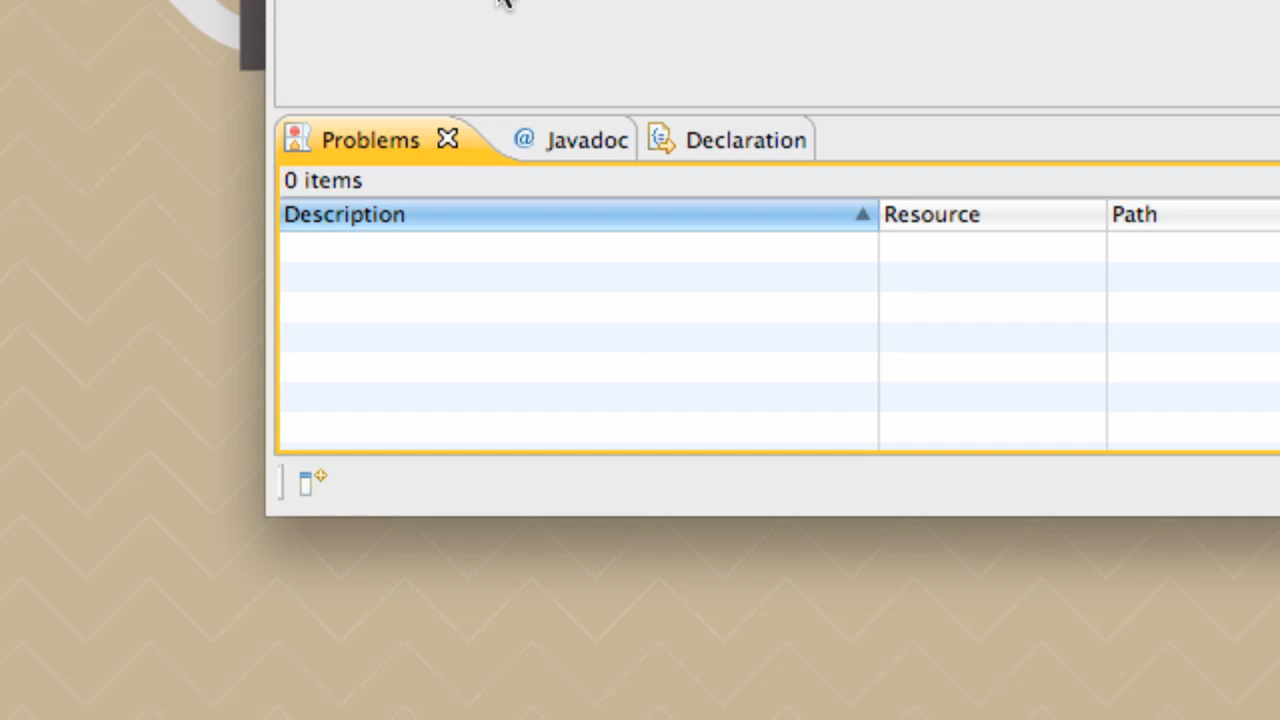 Problems @ Javadoc Declaration
0 items
Description Resource Path